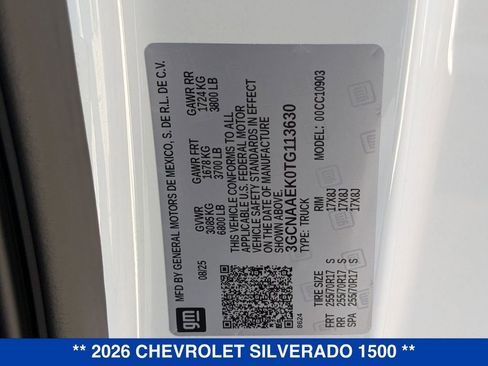 MFD BY GENERAL MOTORS DE MEXICO, S. DE R.L. DE C.V.
08/25
GVWR
3085 KG
6800 LB
GAWR FRT
1678 KG
3700 LB
GAWR RR
1724 KG
3800 LB
THIS VEHICLE CONFORMS TO ALL
APPLICABLE U.S. FEDERAL MOTOR
VEHICLE SAFETY STANDARDS IN EFFECT
ON THE DATE OF MANUFACTURE
SHOWN ABOVE.
3GCNAAEK0TG113630
TYPE: TRUCK
MODEL: 00CC10903
TIRE SIZE RIM
FRT 255/70R17 S 17X8J
RR 255/70R17 S 17X8J
SPA 255/70R17 S 17X8J
gm
8624
** 2026 CHEVROLET SILVERADO 1500 **